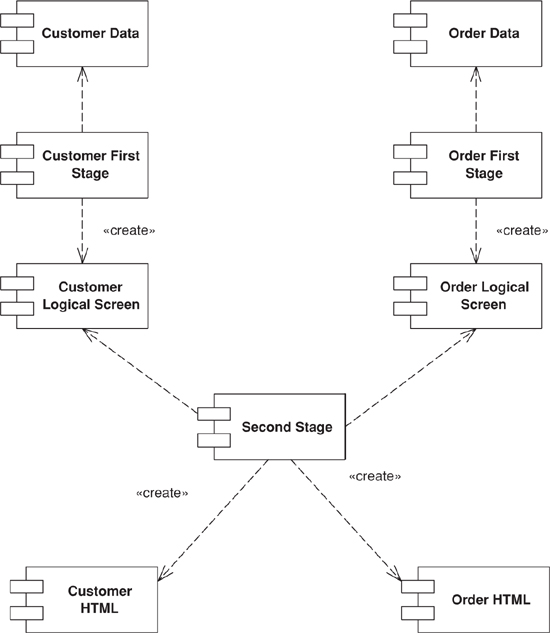 Customer Data
Order Data
Customer First
Stage
Order First
Stage
«create»
«create»
Customer
Logical Screen
Order Logical
Screen
Second Stage
«create»
«create»
Customer
HTML
Order HTML